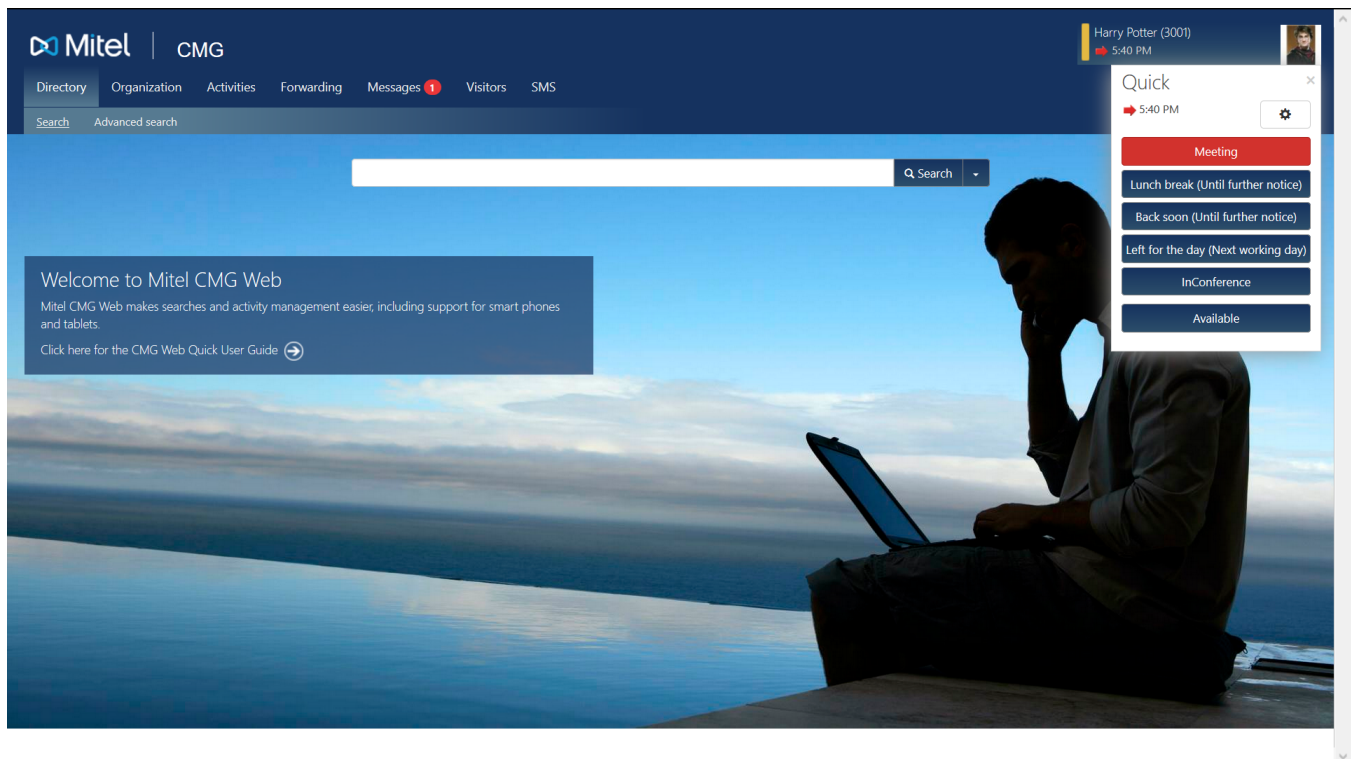 Mitel | CMG
Harry Potter (3001)
5:40 PM
Directory Organization Activities Forwarding Messages 1 Visitors SMS
Search Advanced search
Quick ×
5:40 PM
Meeting
Lunch break (Until further notice)
Back soon (Until further notice)
Left for the day (Next working day)
InConference
Available
Search
Welcome to Mitel CMG Web
Mitel CMG Web makes searches and activity management easier, including support for smart phones
and tablets.
Click here for the CMG Web Quick User Guide